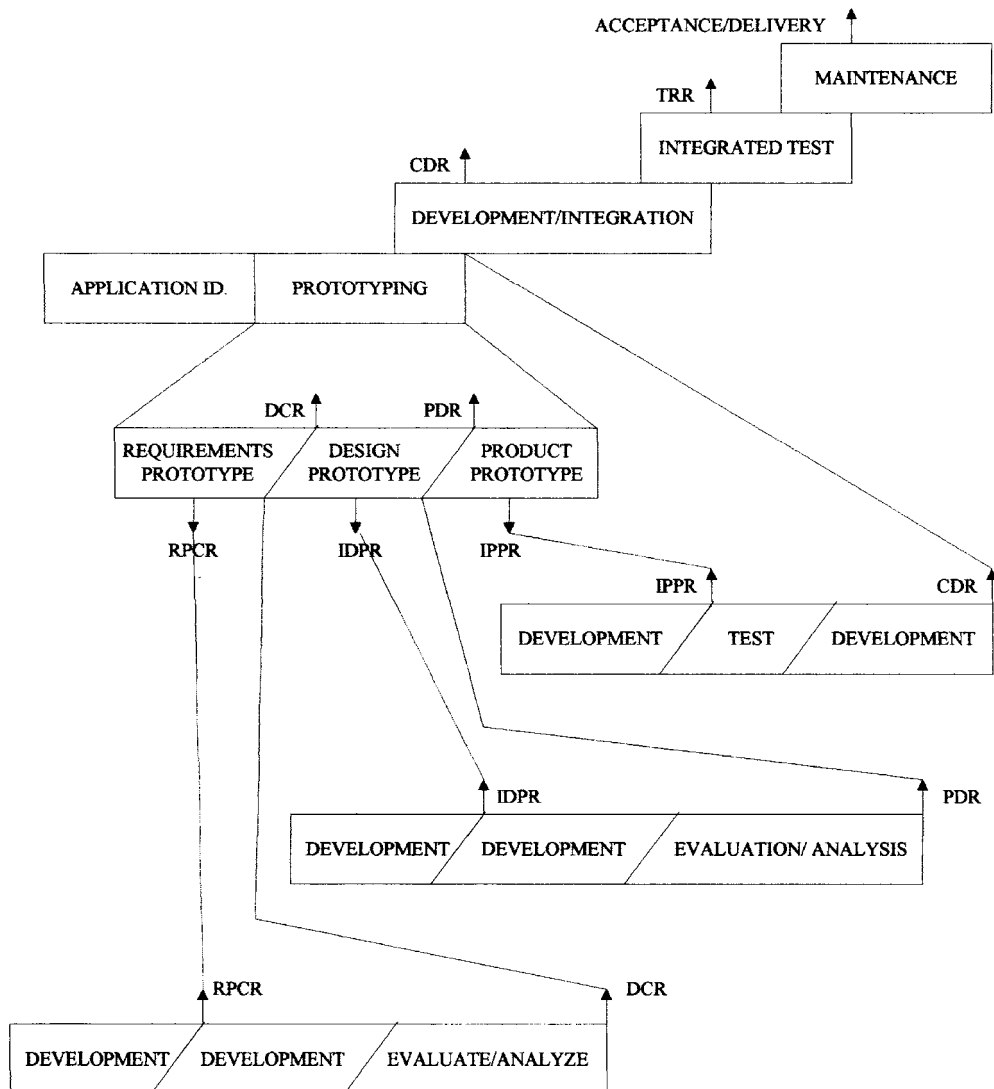 ACCEPTANCE/DELIVERY
MAINTENANCE
TRR
INTEGRATED TEST
CDR
DEVELOPMENT/INTEGRATION
APPLICATION ID.
PROTOTYPING
DCR
PDR
REQUIREMENTS
PROTOTYPE
DESIGN
PROTOTYPE
PRODUCT
PROTOTYPE
RPCR
IDPR
IPPR
IPPR
CDR
DEVELOPMENT
TEST
DEVELOPMENT
IDPR
PDR
DEVELOPMENT
DEVELOPMENT
EVALUATION/ ANALYSIS
RPCR
DCR
DEVELOPMENT
DEVELOPMENT
EVALUATE/ANALYZE